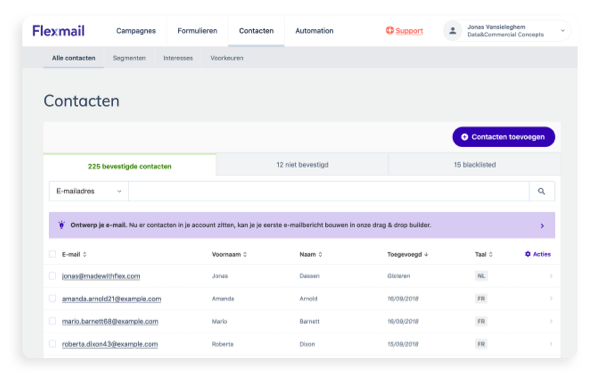 Flexmail
Campagnes Formulieren Contacten Automation Support Jonas Vansieleghem
Data&Commercial Concepts
Alle contacten Segmenten Interesses Voorkeuren
Contacten
Contacten toevoegen
225 bevestigde contacten 12 niet bevestigd 15 blacklisted
E-mailadres
Ontwerp je e-mail. Nu er contacten in je account zitten, kan je je eerste e-mailbericht bouwen in onze drag & drop builder.
E-mail Voornaam Naam Toegevoegd Taal Acties
jonas@madewithflex.com Jonas Dassen Gisteren NL
amanda.arnold21@example.com Amanda Arnold 16/09/2018 FR
mario.barnett68@example.com Mario Barnett 16/09/2018 FR
roberta.dixon43@example.com Roberta Dixon 15/09/2018 FR